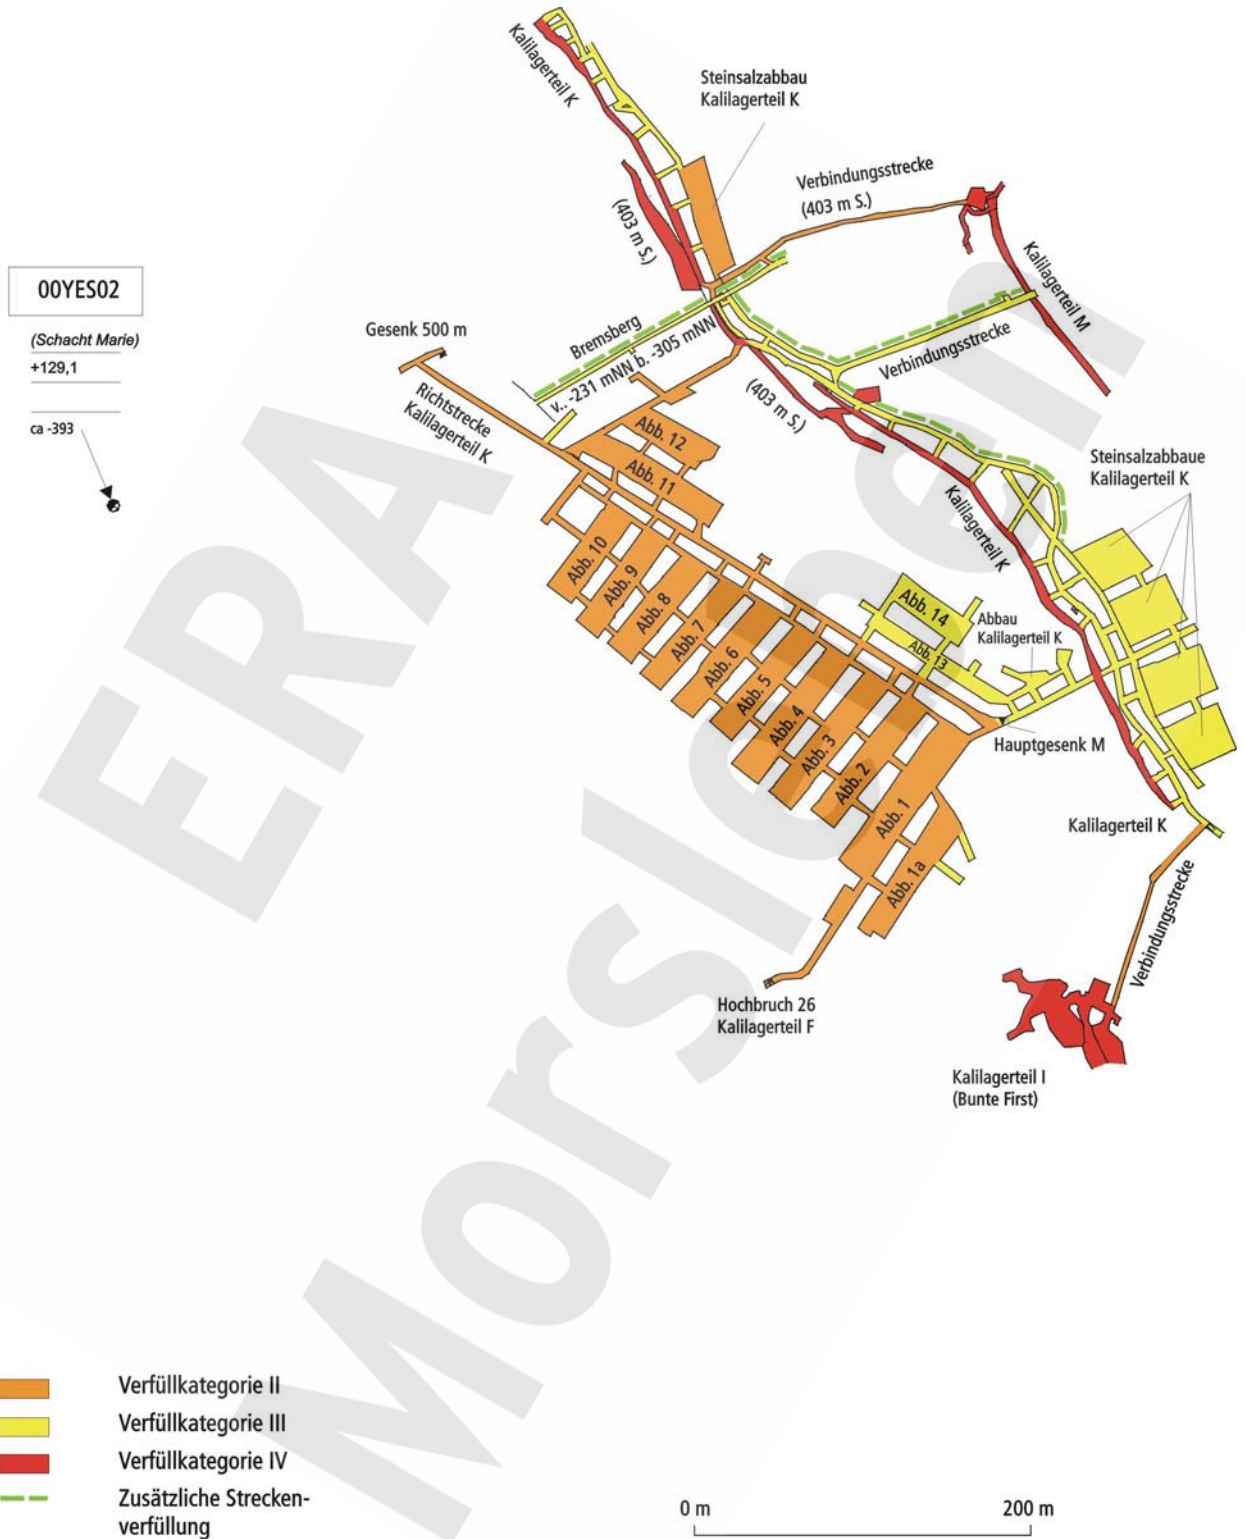 Kalilagerteil K
Kalilagerteil K
Steinsalzabbau
Kalilagerteil K
Verbindungsstrecke
(403 m S.)
(403 m S.)
Kalilagerteil M
00YES02
(Schacht Marie)
+129,1
ca -393
Gesenk 500 m
Bremsberg
v.. -231 mNN b. -305 mNN
Verbindungsstrecke
Richtstrecke
Kalilagerteil K
(403 m S.)
Abb. 12
Abb. 11
Steinsalzabbaue
Kalilagerteil K
Kalilagerteil K
Abb. 10
Abb. 9
Abb. 8
Abb. 7
Abb. 6
Abb. 5
Abb. 4
Abb. 3
Abb. 2
Abb. 1
Abb. 1a
Abb. 14
Abb. 13
Abbau
Kalilagerteil K
Hauptgesenk M
Kalilagerteil K
Verbindungsstrecke
Hochbruch 26
Kalilagerteil F
Kalilagerteil I
(Bunte First)
ERA
Morsleben
Verfüllkategorie II
Verfüllkategorie III
Verfüllkategorie IV
Zusätzliche Strecken-
verfüllung
0 m
200 m